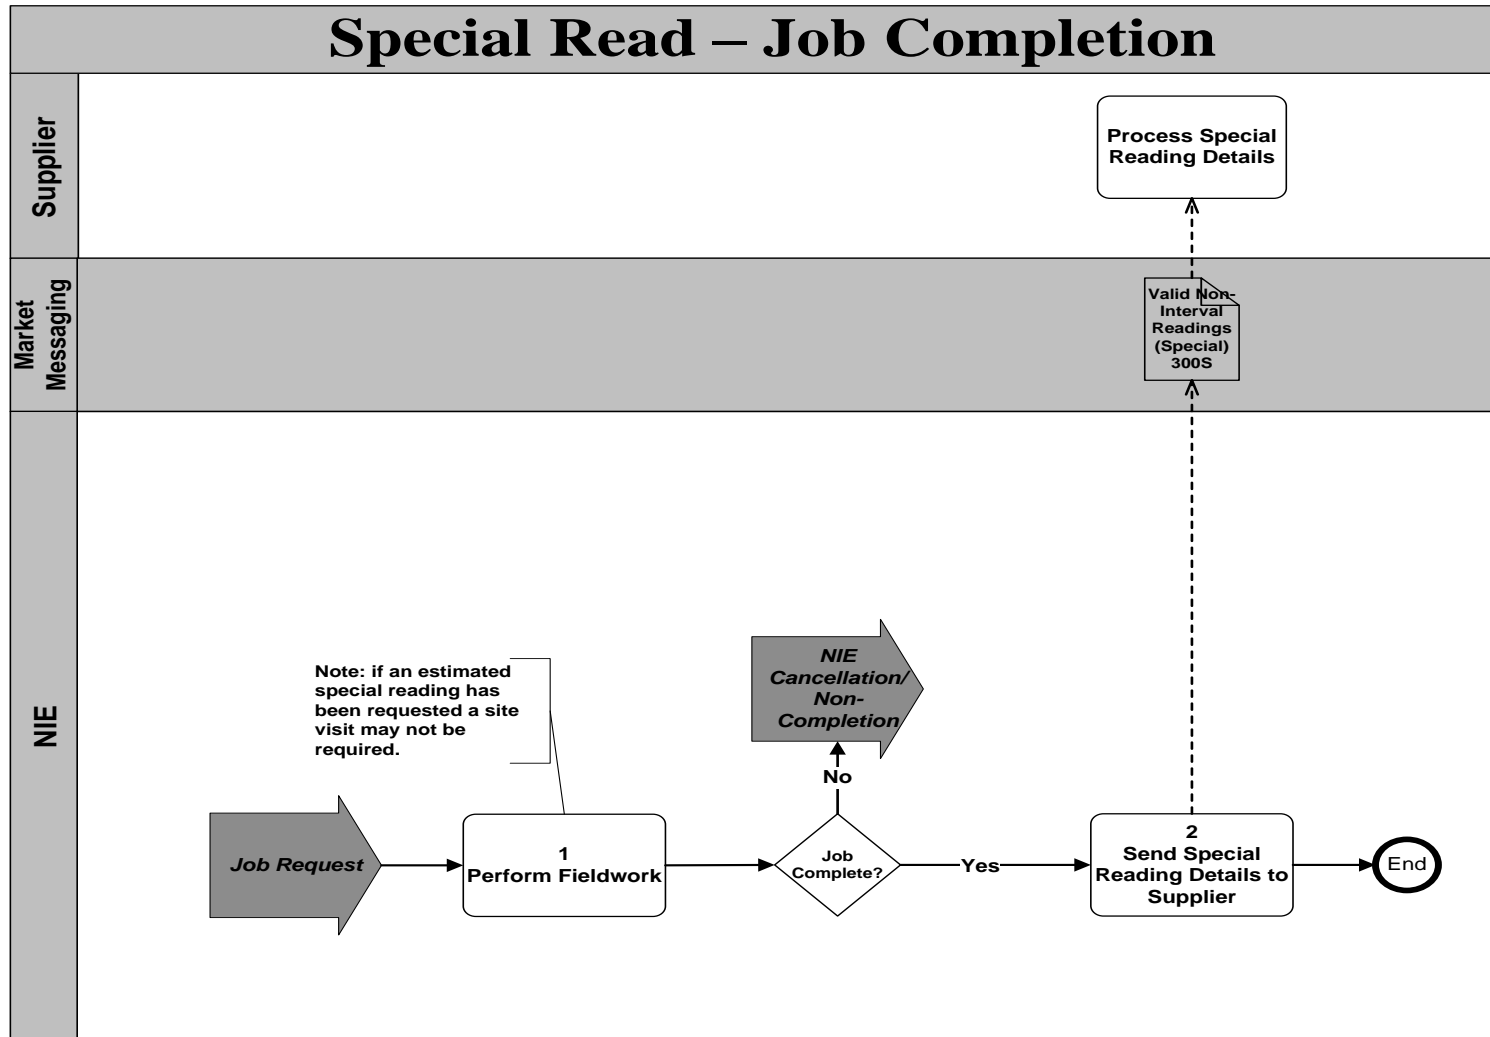 Special Read – Job Completion
Supplier
Process Special
Reading Details
Market
Messaging
Valid Non-
Interval
Readings
(Special)
300S
NIE
Note: if an estimated
special reading has
been requested a site
visit may not be
required.
NIE
Cancellation/
Non-
Completion
No
Job Request
1
Perform Fieldwork
Job
Complete?
Yes
2
Send Special
Reading Details to
Supplier
End